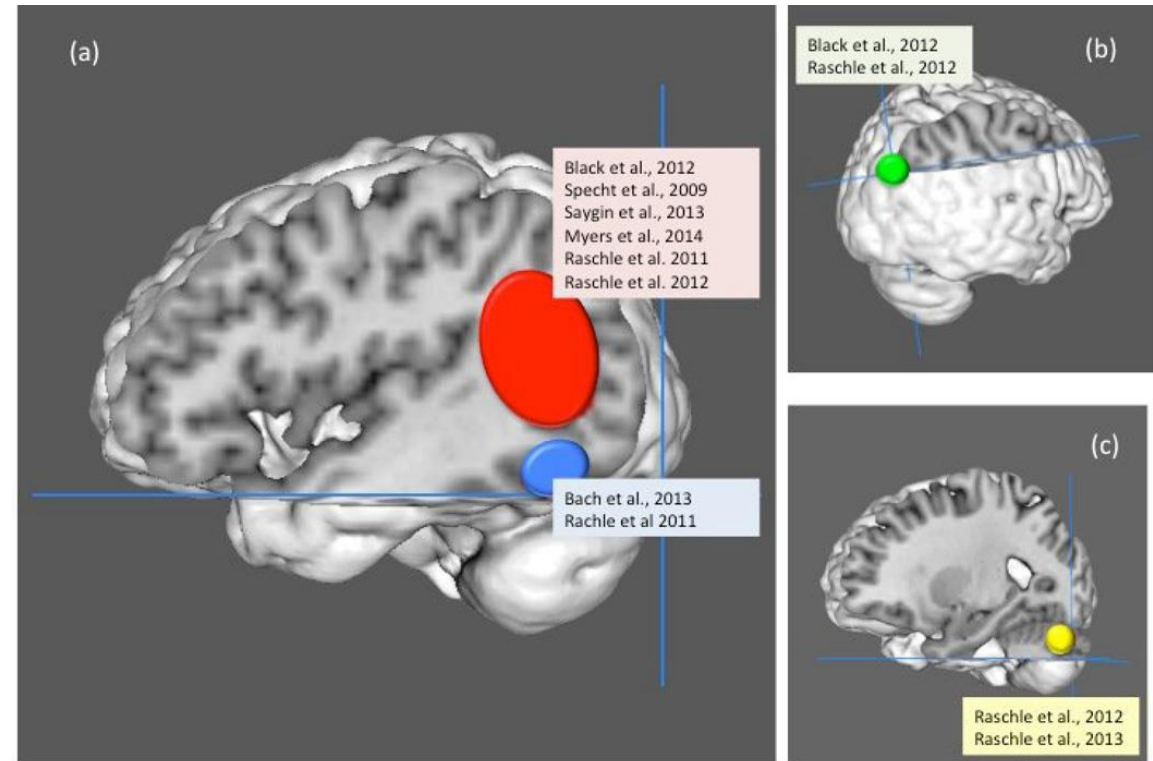 (a)
Black et al., 2012
Specht et al., 2009
Saygin et al., 2013
Myers et al., 2014
Raschle et al. 2011
Raschle et al. 2012
Bach et al., 2013
Rachle et al 2011
(b)
Black et al., 2012
Raschle et al., 2012
(c)
Raschle et al., 2012
Raschle et al., 2013